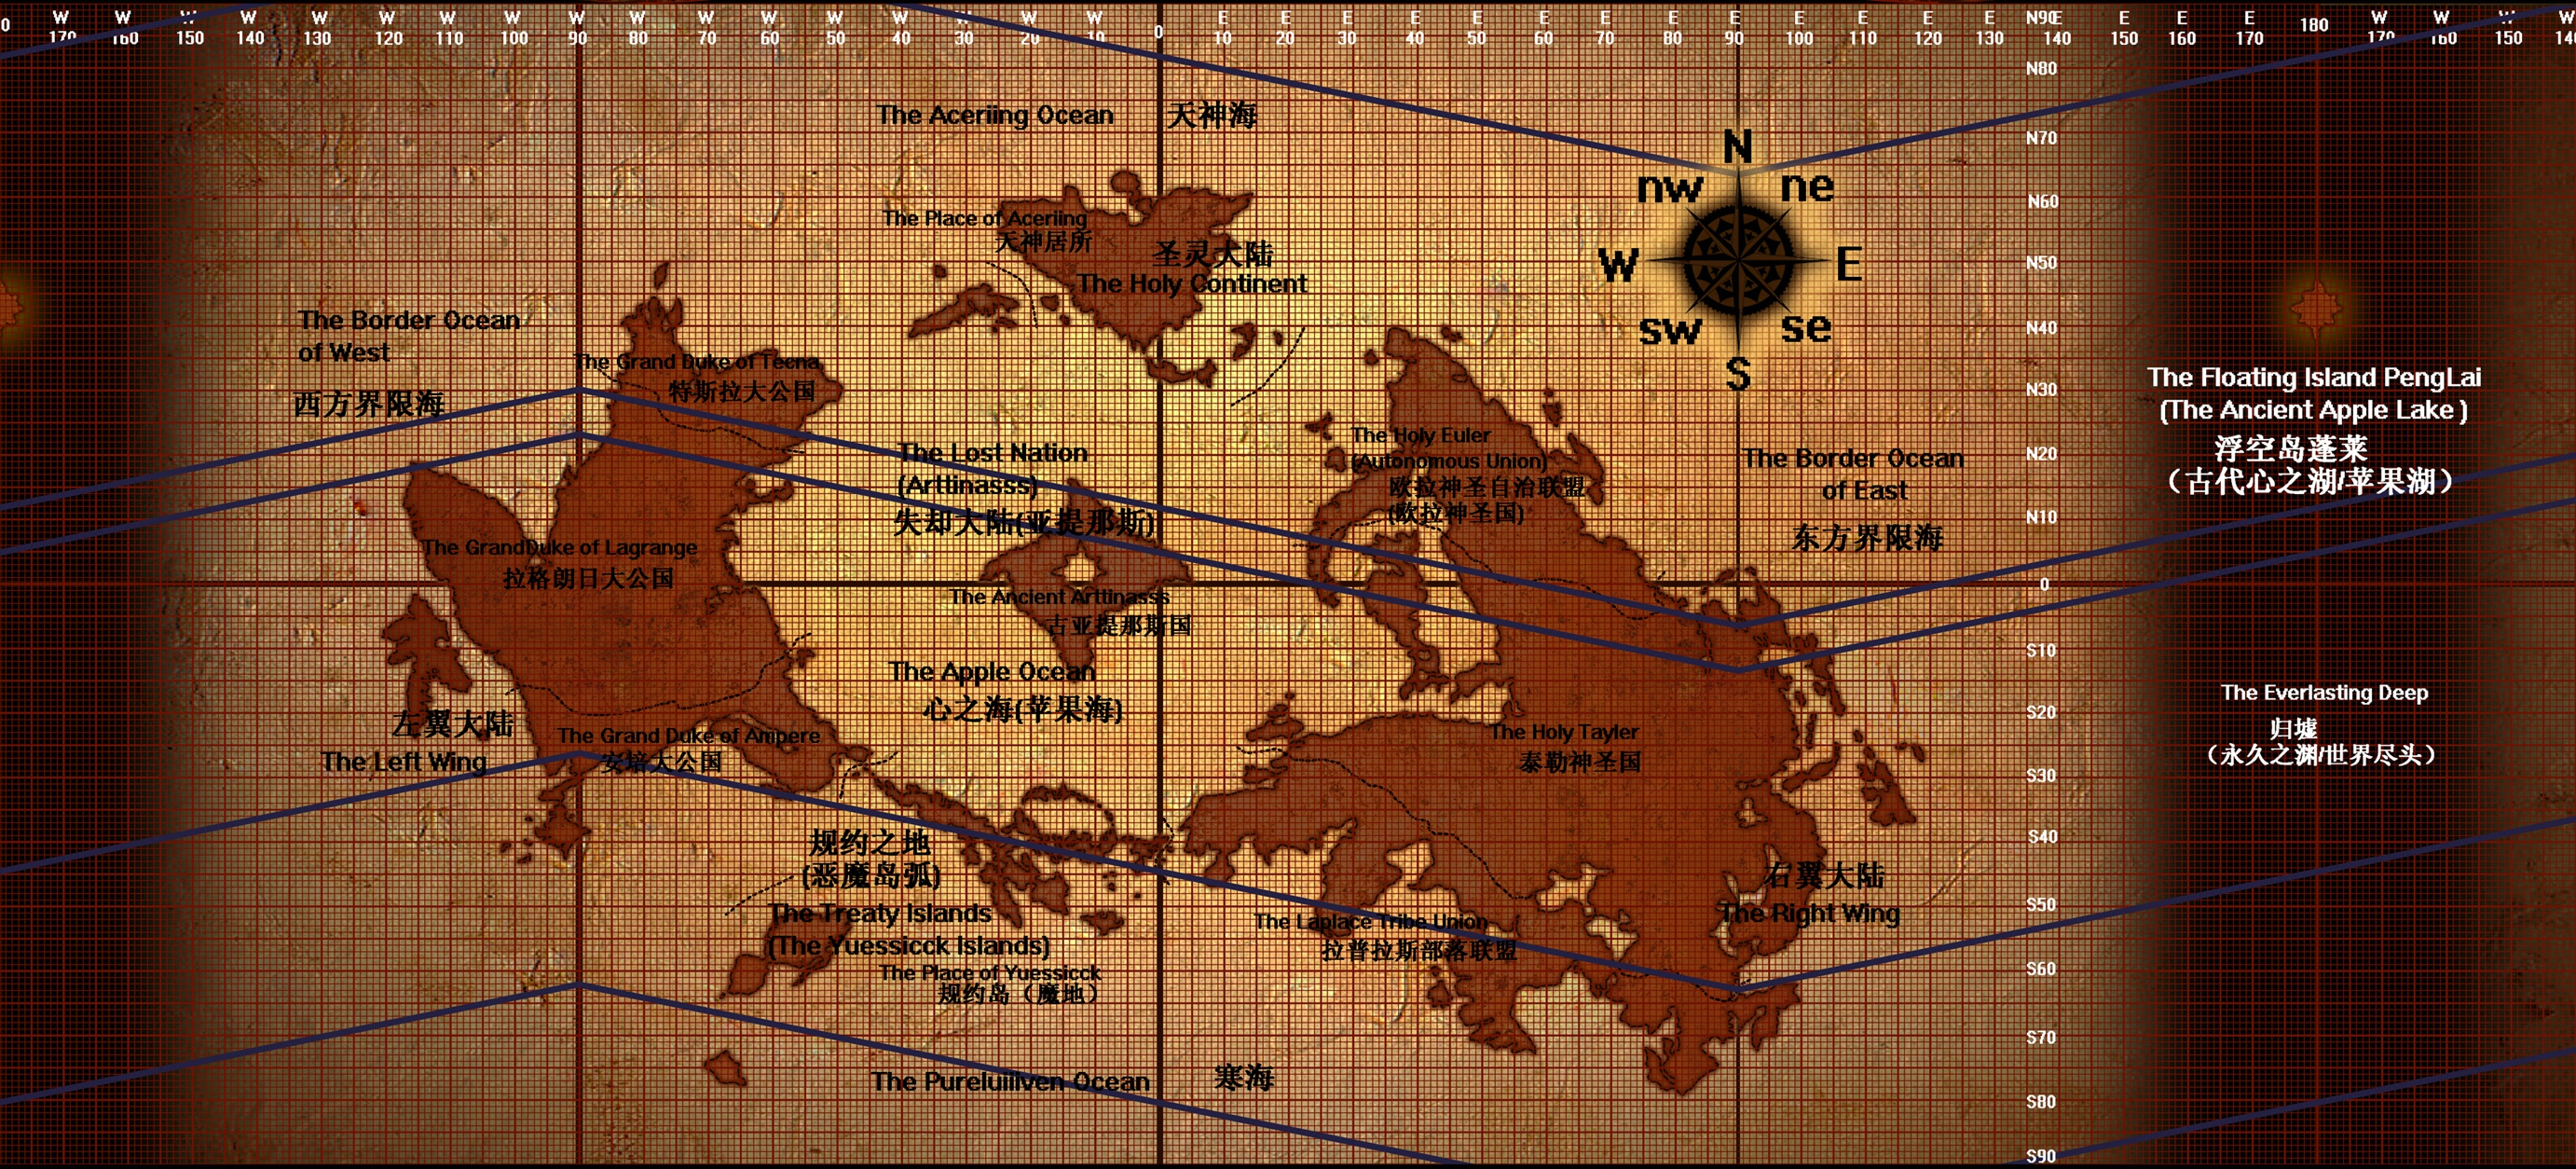 0 W W W W W W W W W W W W W W W W W W E E E E E E E E E E E E E N90 E E E E W W W W
170 160 150 140 130 120 110 100 90 80 70 60 50 40 30 20 10 0 10 20 30 40 50 60 70 80 90 100 110 120 130 140 150 160 170 180 170 160 150 140
N80
The Aceriing Ocean 天神海
N70
N
nw ne
N60
The Place of Aceriing
天神居所
圣灵大陆
The Holy Continent
W E
N50
sw se
S
N40
The Border Ocean
of West
西方界限海
The Grand Duke of Tecna
特斯拉大公国
N30
The Floating Island PengLai
(The Ancient Apple Lake )
浮空岛蓬莱
（古代心之湖/苹果湖）
The Lost Nation
(Arttinasss)
失却大陆(亚提那斯)
The Holy Euler
(Autonomous Union)
欧拉神圣自治联盟
(欧拉神圣国)
The Border Ocean
of East
东方界限海
N20
N10
The GrandDuke of Lagrange
拉格朗日大公国
0
The Ancient Arttinasss
古亚提那斯国
S10
The Apple Ocean
心之海(苹果海)
The Everlasting Deep
归墟
（永久之渊/世界尽头）
S20
左翼大陆
The Left Wing
The Grand Duke of Ampere
安培大公国
The Holy Tayler
泰勒神圣国
S30
S40
规约之地
(恶魔岛弧)
The Treaty Islands
(The Yuessicck Islands)
The Place of Yuessicck
规约岛（魔地）
右翼大陆
The Right Wing
S50
The Laplace Tribe Union
拉普拉斯部落联盟
S60
S70
The Pureluiilven Ocean 寒海
S80
S90